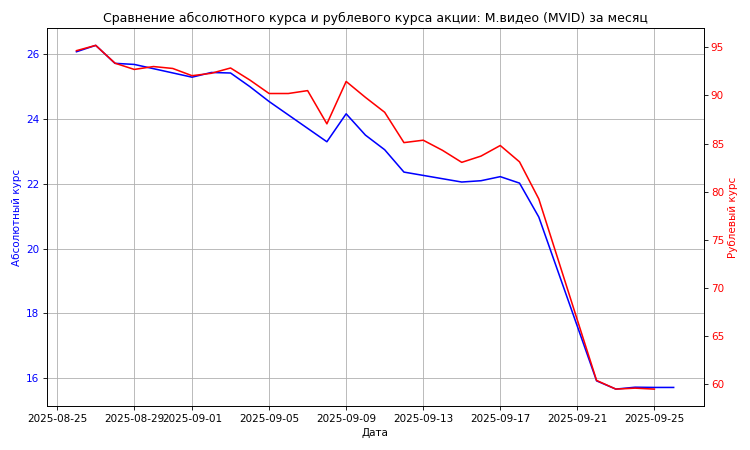 Сравнение абсолютного курса и рублевого курса акции: М.видео (MVID) за месяц
26
24
22
20
18
16
Абсолютный курс
95
90
85
80
75
70
65
60
Рублевый курс
2025-08-25 2025-08-29 2025-09-01 2025-09-05 2025-09-09 2025-09-13 2025-09-17 2025-09-21 2025-09-25
Дата